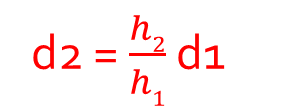 d2 = h₂/h₁ d1